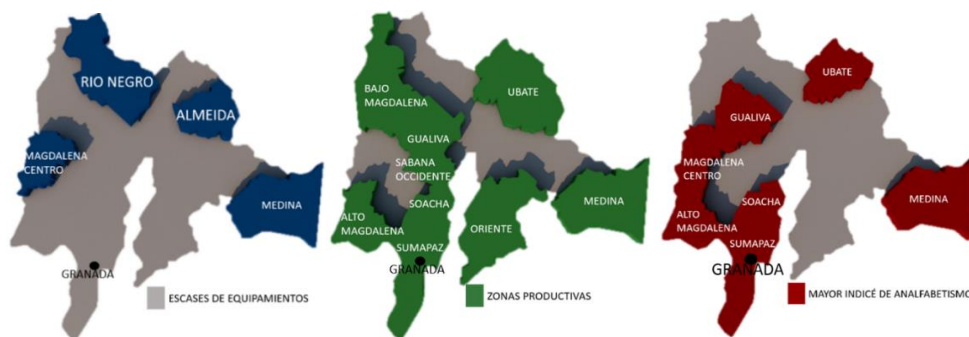 RIO NEGRO
ALMEIDA
MAGDALENA
CENTRO
MEDINA
GRANADA
ESCASES DE EQUIPAMIENTOS
BAJO
MAGDALENA
UBATE
GUALIVA
SABANA
OCCIDENTE
SOACHA
ALTO
MAGDALENA
ORIENTE
MEDINA
SUMAPAZ
GRANADA
ZONAS PRODUCTIVAS
UBATE
GUALIVA
MAGDALENA
CENTRO
SOACHA
MEDINA
ALTO
MAGDALENA
SUMAPAZ
GRANADA
MAYOR INDICÉ DE ANALFABETISMO